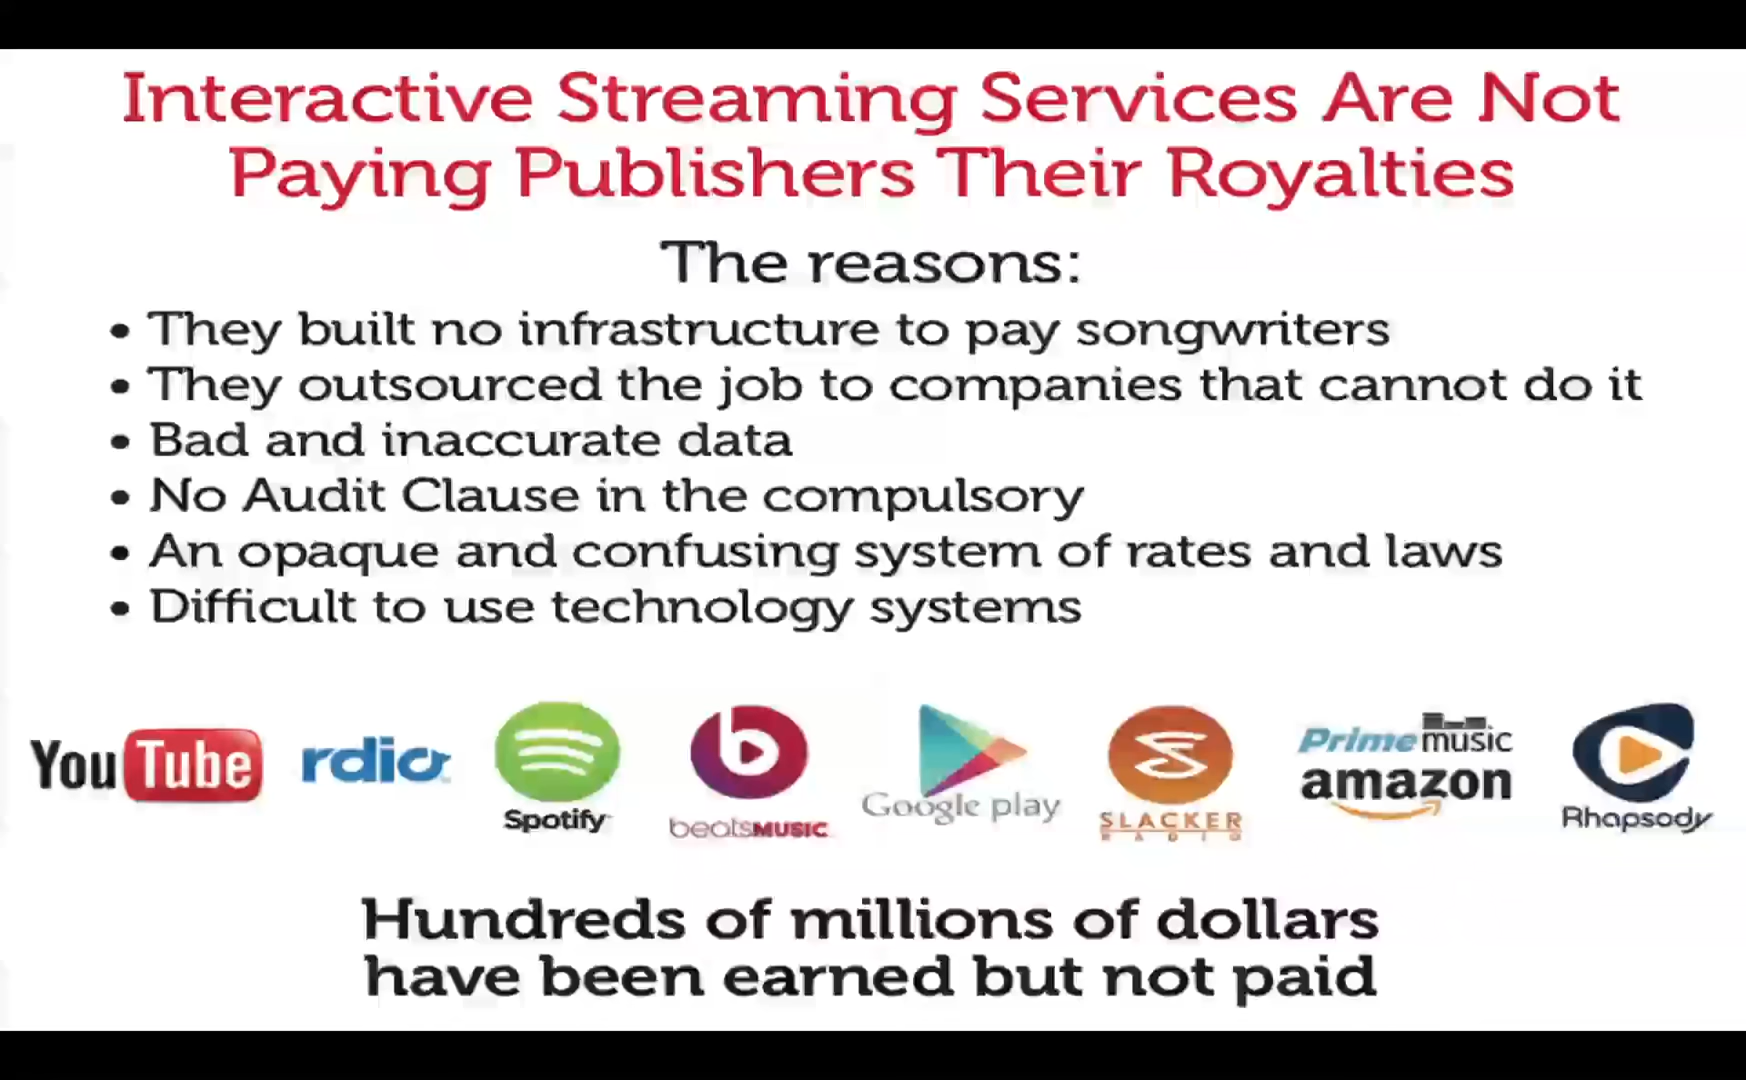 Interactive Streaming Services Are Not
Paying Publishers Their Royalties
The reasons:
• They built no infrastructure to pay songwriters
• They outsourced the job to companies that cannot do it
• Bad and inaccurate data
• No Audit Clause in the compulsory
• An opaque and confusing system of rates and laws
• Difficult to use technology systems
YouTube
rdio
Spotify
beatsMUSIC
Google play
SLACKER
RADIO
Prime music
amazon
Rhapsody
Hundreds of millions of dollars
have been earned but not paid